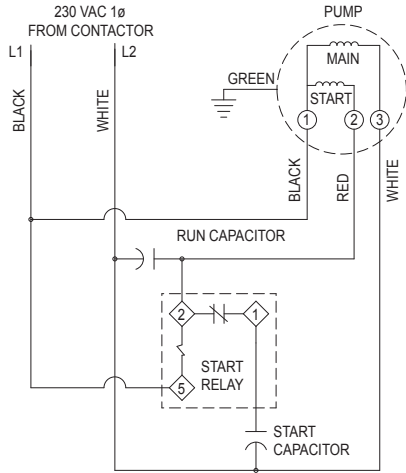 230 VAC 1ø
FROM CONTACTOR
L1
L2
PUMP
MAIN
START
GREEN
1
2
3
BLACK
WHITE
BLACK
RED
WHITE
RUN CAPACITOR
2
1
START
RELAY
5
START
CAPACITOR